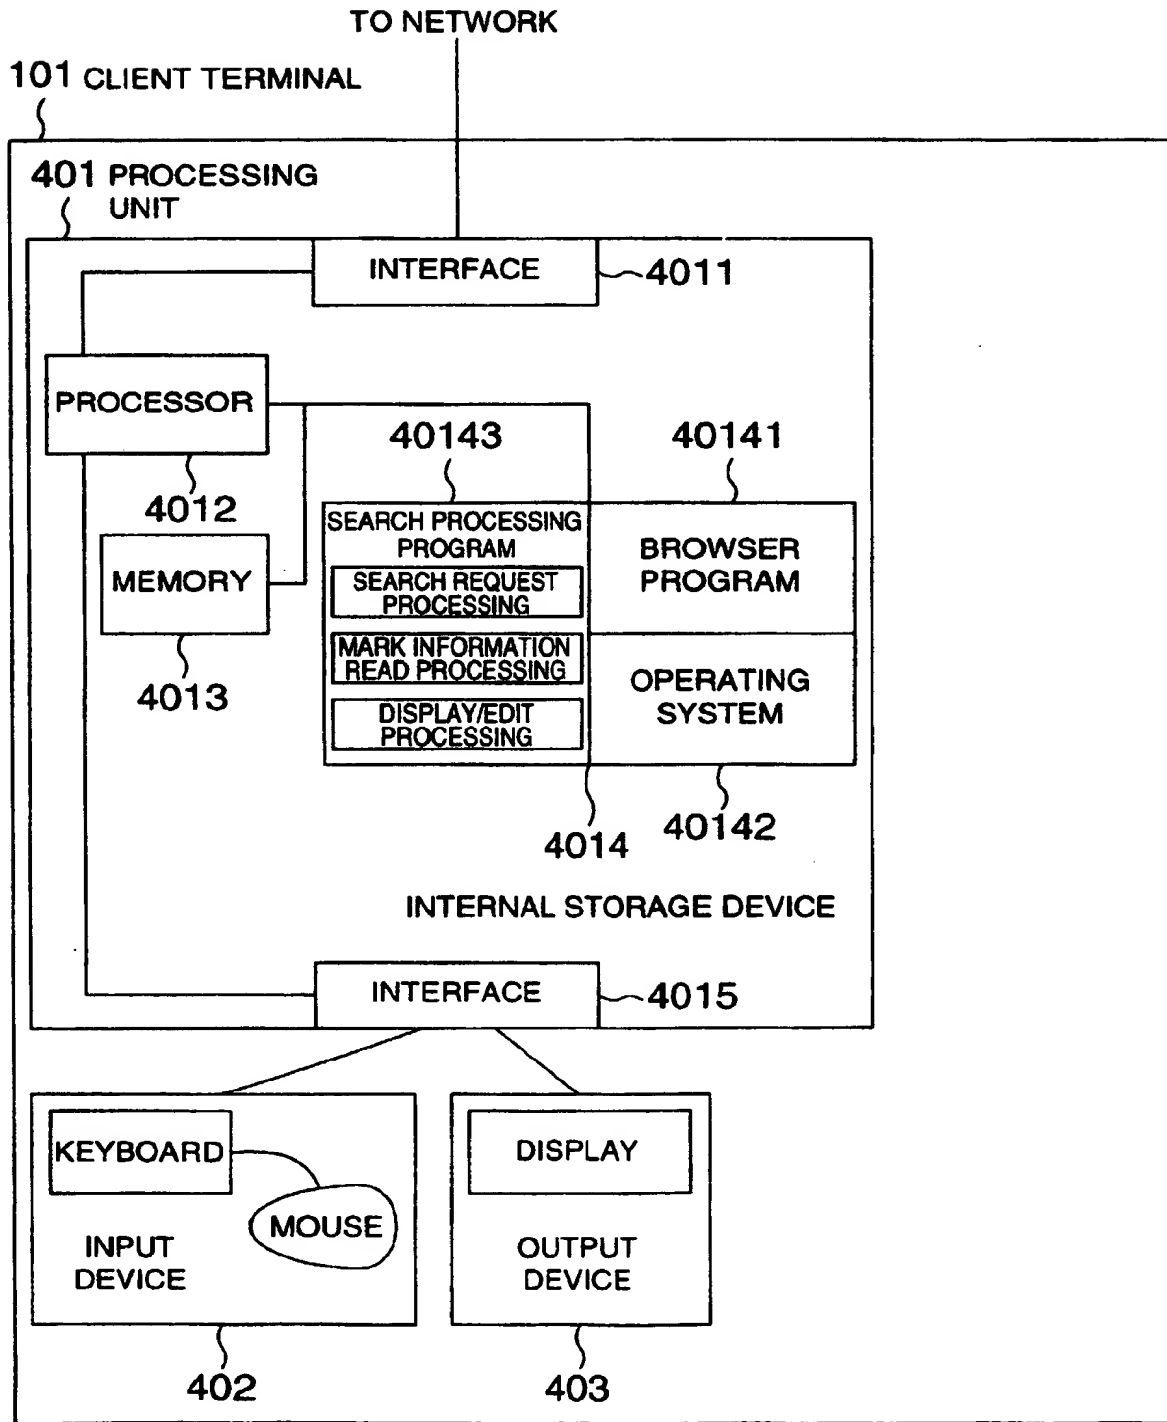 TO NETWORK
101 CLIENT TERMINAL
401 PROCESSING
UNIT
INTERFACE
4011
PROCESSOR
4012
MEMORY
4013
40143
40141
SEARCH PROCESSING
PROGRAM
SEARCH REQUEST
PROCESSING
MARK INFORMATION
READ PROCESSING
DISPLAY/EDIT
PROCESSING
BROWSER
PROGRAM
OPERATING
SYSTEM
4014
40142
INTERNAL STORAGE DEVICE
INTERFACE
4015
KEYBOARD
MOUSE
INPUT
DEVICE
402
DISPLAY
OUTPUT
DEVICE
403